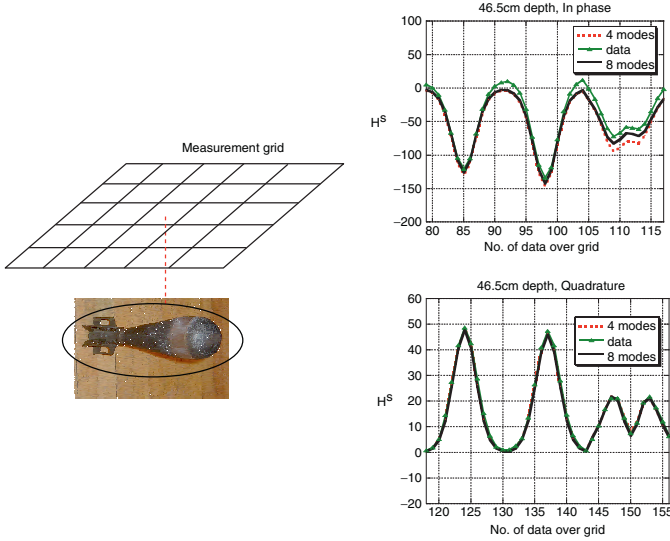 Measurement grid
46.5cm depth, In phase
100
50
0
−50
−100
−150
−200
H^S
4 modes
data
8 modes
80 85 90 95 100 105 110 115
No. of data over grid
46.5cm depth, Quadrature
60
50
40
30
20
10
0
−10
−20
H^S
4 modes
data
8 modes
120 125 130 135 140 145 150 155
No. of data over grid